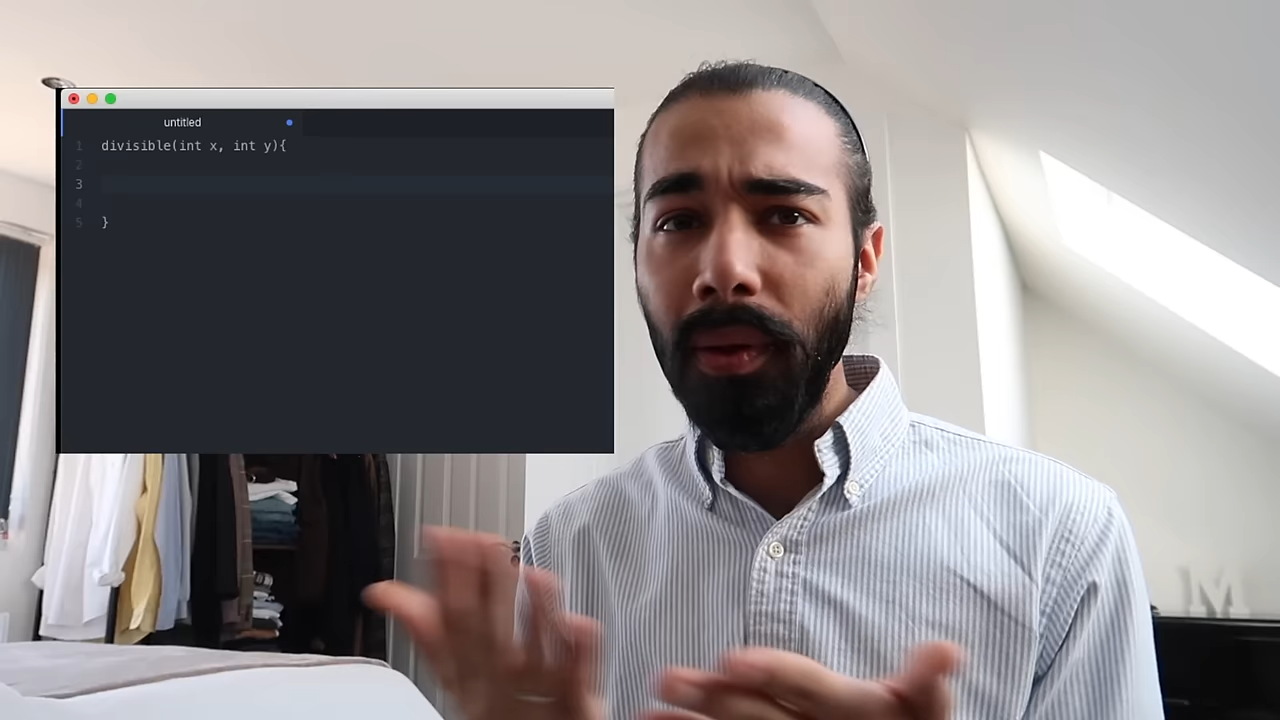 untitled
1 divisible(int x, int y){
2
3
4
5 }
M